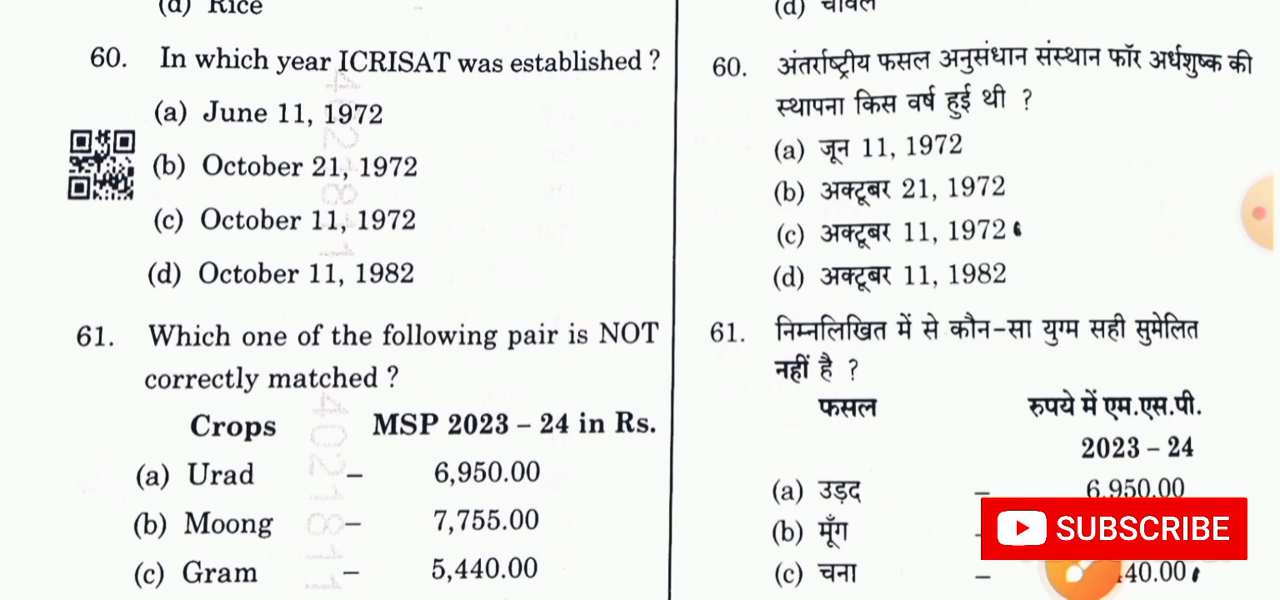 (d) Rice
60. In which year ICRISAT was established ?
(a) June 11, 1972
(b) October 21, 1972
(c) October 11, 1972
(d) October 11, 1982
61. Which one of the following pair is NOT
correctly matched ?
Crops MSP 2023 – 24 in Rs.
(a) Urad – 6,950.00
(b) Moong – 7,755.00
(c) Gram – 5,440.00
(d) चावल
60. अंतर्राष्ट्रीय फसल अनुसंधान संस्थान फॉर अर्धशुष्क की
स्थापना किस वर्ष हुई थी ?
(a) जून 11, 1972
(b) अक्टूबर 21, 1972
(c) अक्टूबर 11, 1972
(d) अक्टूबर 11, 1982
61. निम्नलिखित में से कौन-सा युग्म सही सुमेलित
नहीं है ?
फसल रुपये में एम.एस.पी.
2023 – 24
(a) उड़द – 6,950.00
(b) मूँग –
(c) चना – 40.00
SUBSCRIBE